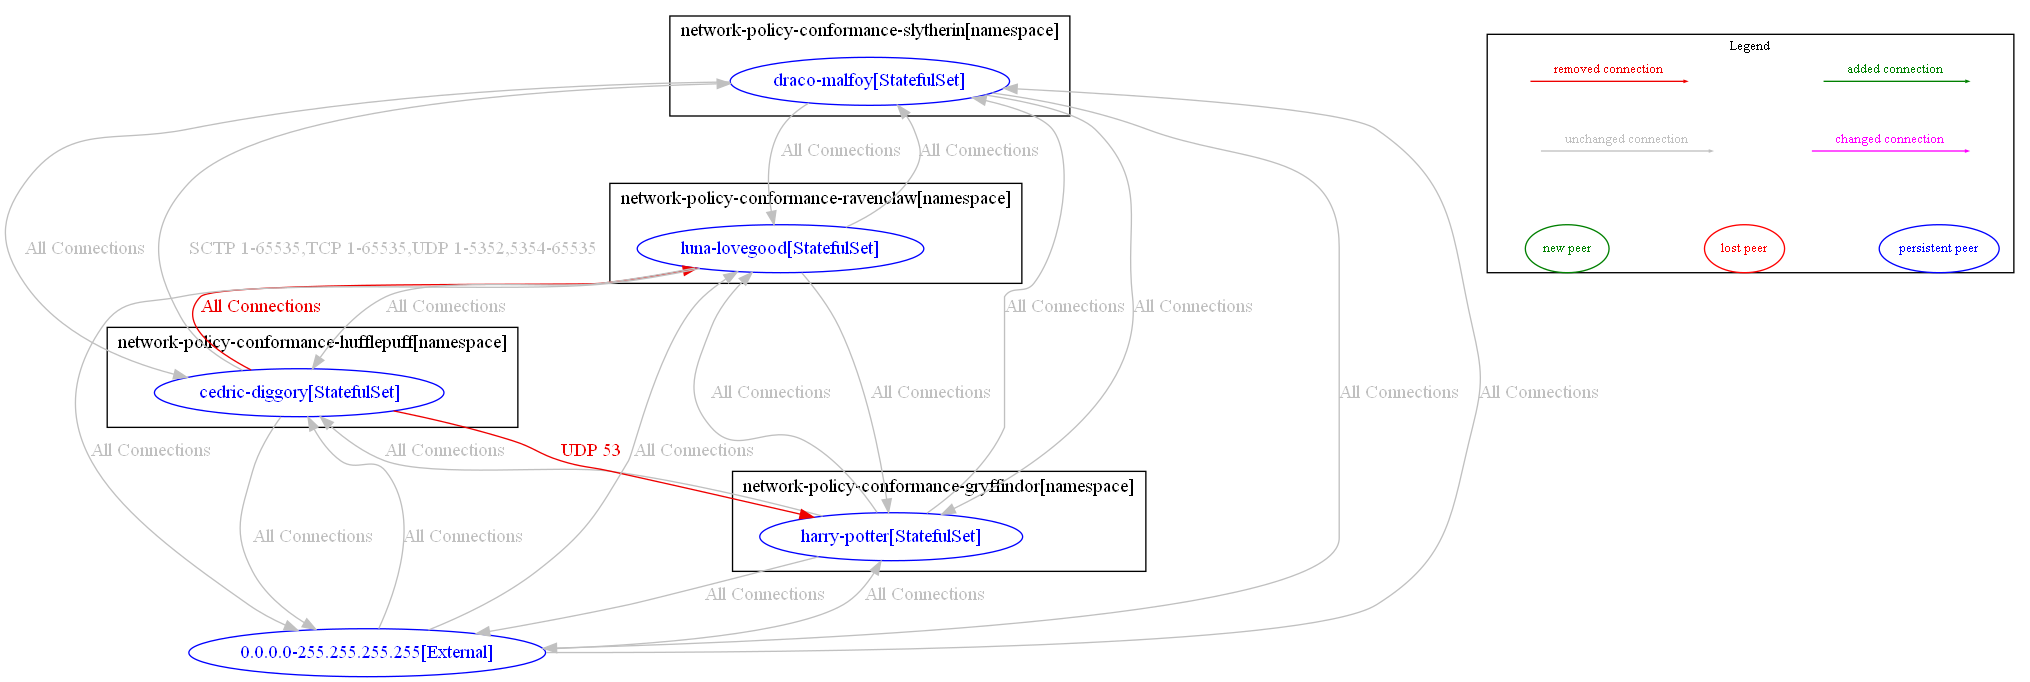 network-policy-conformance-slytherin[namespace]
draco-malfoy[StatefulSet]
Legend
removed connection
added connection
unchanged connection
changed connection
new peer
lost peer
persistent peer
All Connections
All Connections
network-policy-conformance-ravenclaw[namespace]
luna-lovegood[StatefulSet]
All Connections
SCTP 1-65535,TCP 1-65535,UDP 1-5352,5354-65535
All Connections
All Connections
All Connections
All Connections
network-policy-conformance-hufflepuff[namespace]
cedric-diggory[StatefulSet]
All Connections
All Connections
All Connections
All Connections
All Connections
All Connections
UDP 53
All Connections
network-policy-conformance-gryffindor[namespace]
harry-potter[StatefulSet]
All Connections
All Connections
All Connections
All Connections
0.0.0.0-255.255.255.255[External]